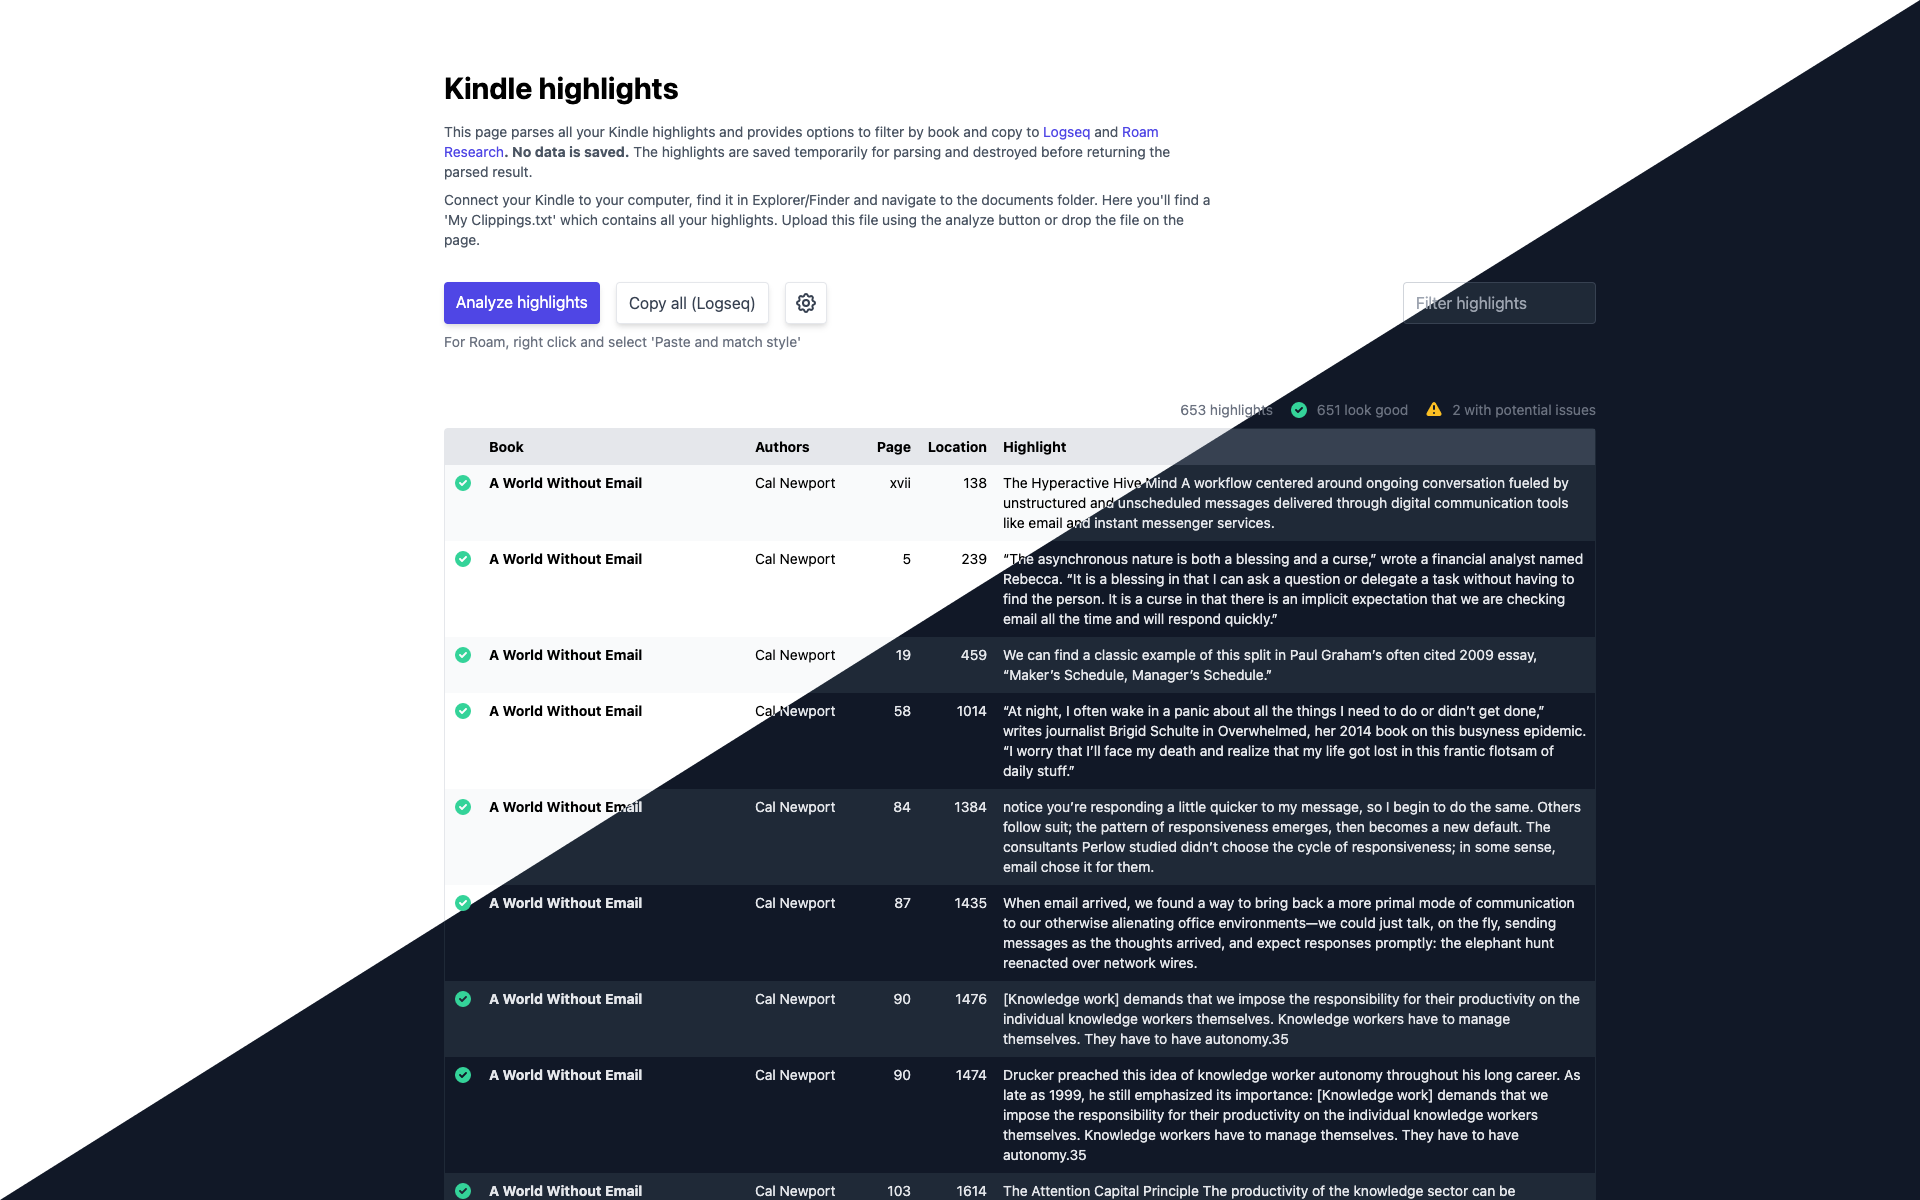 Kindle highlights
This page parses all your Kindle highlights and provides options to filter by book and copy to Logseq and Roam
Research. No data is saved. The highlights are saved temporarily for parsing and destroyed before returning the
parsed result.
Connect your Kindle to your computer, find it in Explorer/Finder and navigate to the documents folder. Here you'll find a
'My Clippings.txt' which contains all your highlights. Upload this file using the analyze button or drop the file on the
page.
Analyze highlights Copy all (Logseq) Filter highlights
For Roam, right click and select 'Paste and match style'
653 highlights 651 look good 2 with potential issues
Book Authors Page Location Highlight
A World Without Email Cal Newport xvii 138 The Hyperactive Hive Mind A workflow centered around ongoing conversation fueled by
unstructured and unscheduled messages delivered through digital communication tools
like email and instant messenger services.
A World Without Email Cal Newport 5 239 “The asynchronous nature is both a blessing and a curse,” wrote a financial analyst named
Rebecca. “It is a blessing in that I can ask a question or delegate a task without having to
find the person. It is a curse in that there is an implicit expectation that we are checking
email all the time and will respond quickly.”
A World Without Email Cal Newport 19 459 We can find a classic example of this split in Paul Graham’s often cited 2009 essay,
“Maker’s Schedule, Manager’s Schedule.”
A World Without Email Cal Newport 58 1014 “At night, I often wake in a panic about all the things I need to do or didn’t get done,”
writes journalist Brigid Schulte in Overwhelmed, her 2014 book on this busyness epidemic.
“I worry that I’ll face my death and realize that my life got lost in this frantic flotsam of
daily stuff.”
A World Without Email Cal Newport 84 1384 notice you’re responding a little quicker to my message, so I begin to do the same. Others
follow suit; the pattern of responsiveness emerges, then becomes a new default. The
consultants Perlow studied didn’t choose the cycle of responsiveness; in some sense,
email chose it for them.
A World Without Email Cal Newport 87 1435 When email arrived, we found a way to bring back a more primal mode of communication
to our otherwise alienating office environments—we could just talk, on the fly, sending
messages as the thoughts arrived, and expect responses promptly: the elephant hunt
reenacted over network wires.
A World Without Email Cal Newport 90 1476 [Knowledge work] demands that we impose the responsibility for their productivity on the
individual knowledge workers themselves. Knowledge workers have to manage
themselves. They have to have autonomy.35
A World Without Email Cal Newport 90 1474 Drucker preached this idea of knowledge worker autonomy throughout his long career. As
late as 1999, he still emphasized its importance: [Knowledge work] demands that we
impose the responsibility for their productivity on the individual knowledge workers
themselves. Knowledge workers have to manage themselves. They have to have
autonomy.35
A World Without Email Cal Newport 103 1614 The Attention Capital Principle The productivity of the knowledge sector can be